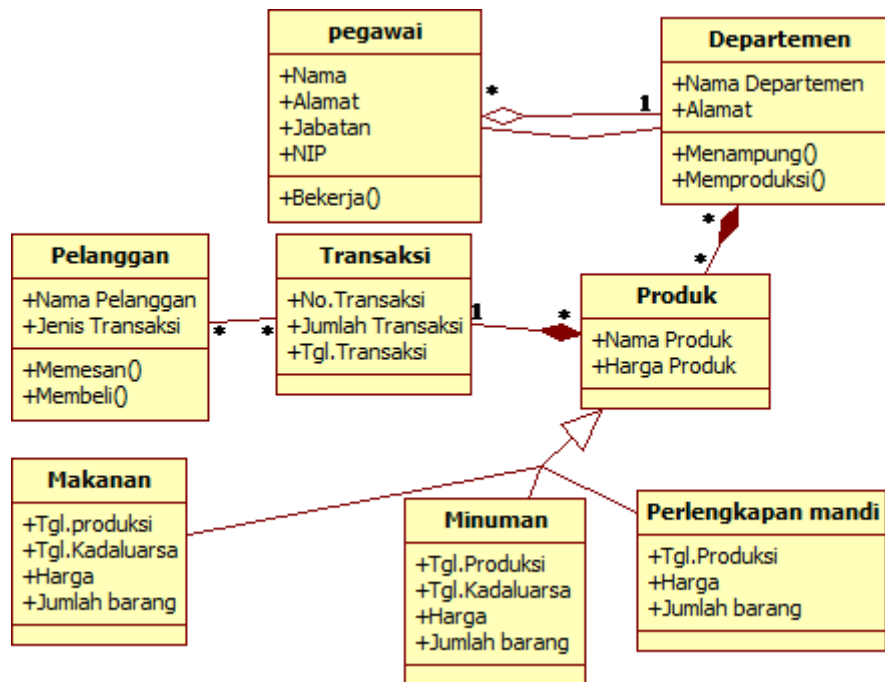 pegawai
+Nama
+Alamat
+Jabatan
+NIP
+Bekerja()
*
1
Departemen
+Nama Departemen
+Alamat
+Menampung()
+Memproduksi()
*
*
Pelanggan
+Nama Pelanggan
+Jenis Transaksi
+Memesan()
+Membeli()
*
*
Transaksi
+No.Transaksi
+Jumlah Transaksi
+Tgl.Transaksi
1
*
Produk
+Nama Produk
+Harga Produk
Makanan
+Tgl.produksi
+Tgl.Kadaluarsa
+Harga
+Jumlah barang
Minuman
+Tgl.Produksi
+Tgl.Kadaluarsa
+Harga
+Jumlah barang
Perlengkapan mandi
+Tgl.Produksi
+Harga
+Jumlah barang